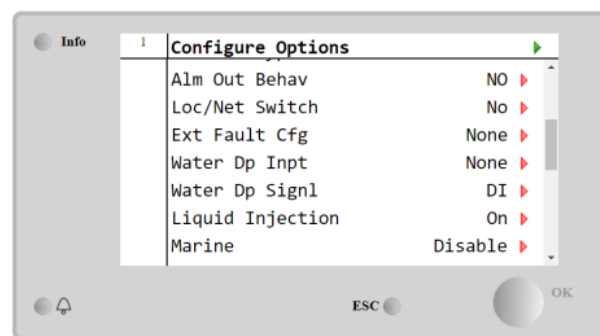 Info
1 Configure Options
Alm Out Behav NO
Loc/Net Switch No
Ext Fault Cfg None
Water Dp Inpt None
Water Dp Signl DI
Liquid Injection On
Marine Disable
ESC
OK